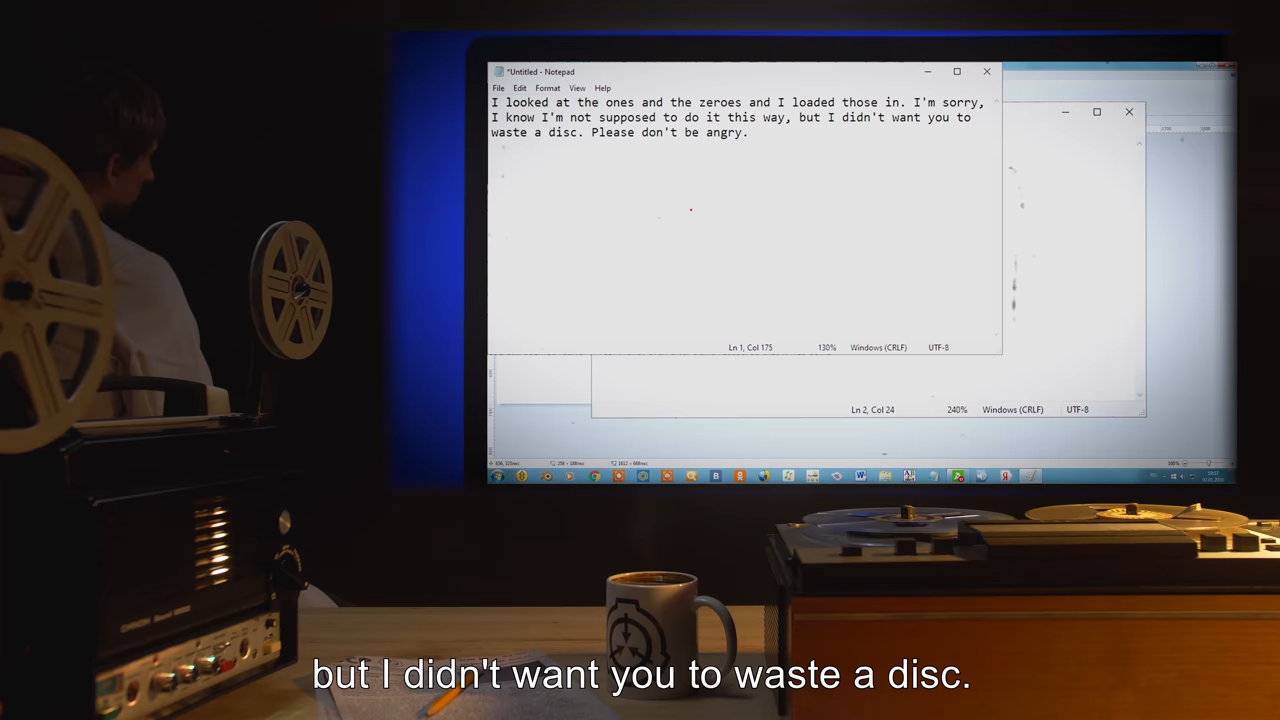 *Untitled - Notepad
File Edit Format View Help
I looked at the ones and the zeroes and I loaded those in. I'm sorry,
I know I'm not supposed to do it this way, but I didn't want you to
waste a disc. Please don't be angry.
Ln 1, Col 175 130% Windows (CRLF) UTF-8
Ln 2, Col 24 240% Windows (CRLF) UTF-8
but I didn't want you to waste a disc.